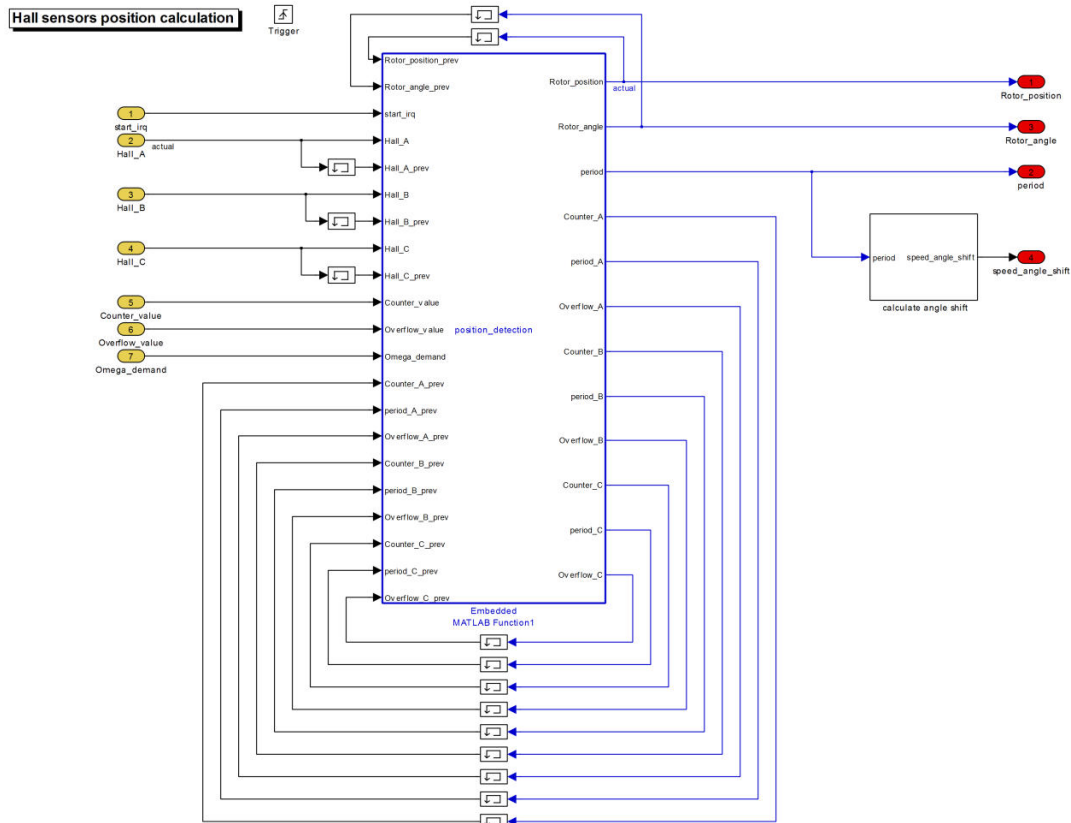 Hall sensors position calculation
Trigger
Rotor_position_prev
Rotor_angle_prev
start_irq
Hall_A
Hall_A_prev
Hall_B
Hall_B_prev
Hall_C
Hall_C_prev
Counter_value
Overflow_value
Omega_demand
Counter_A_prev
period_A_prev
Overflow_A_prev
Counter_B_prev
period_B_prev
Overflow_B_prev
Counter_C_prev
period_C_prev
Overflow_C_prev
position_detection
Rotor_position
Rotor_angle
period
Counter_A
period_A
Overflow_A
Counter_B
period_B
Overflow_B
Counter_C
period_C
Overflow_C
Embedded
MATLAB Function1
1
start_irq
2
actual
Hall_A
3
Hall_B
4
Hall_C
5
Counter_value
6
Overflow_value
7
Omega_demand
actual
1
Rotor_position
3
Rotor_angle
2
period
period
speed_angle_shift
calculate angle shift
4
speed_angle_shift